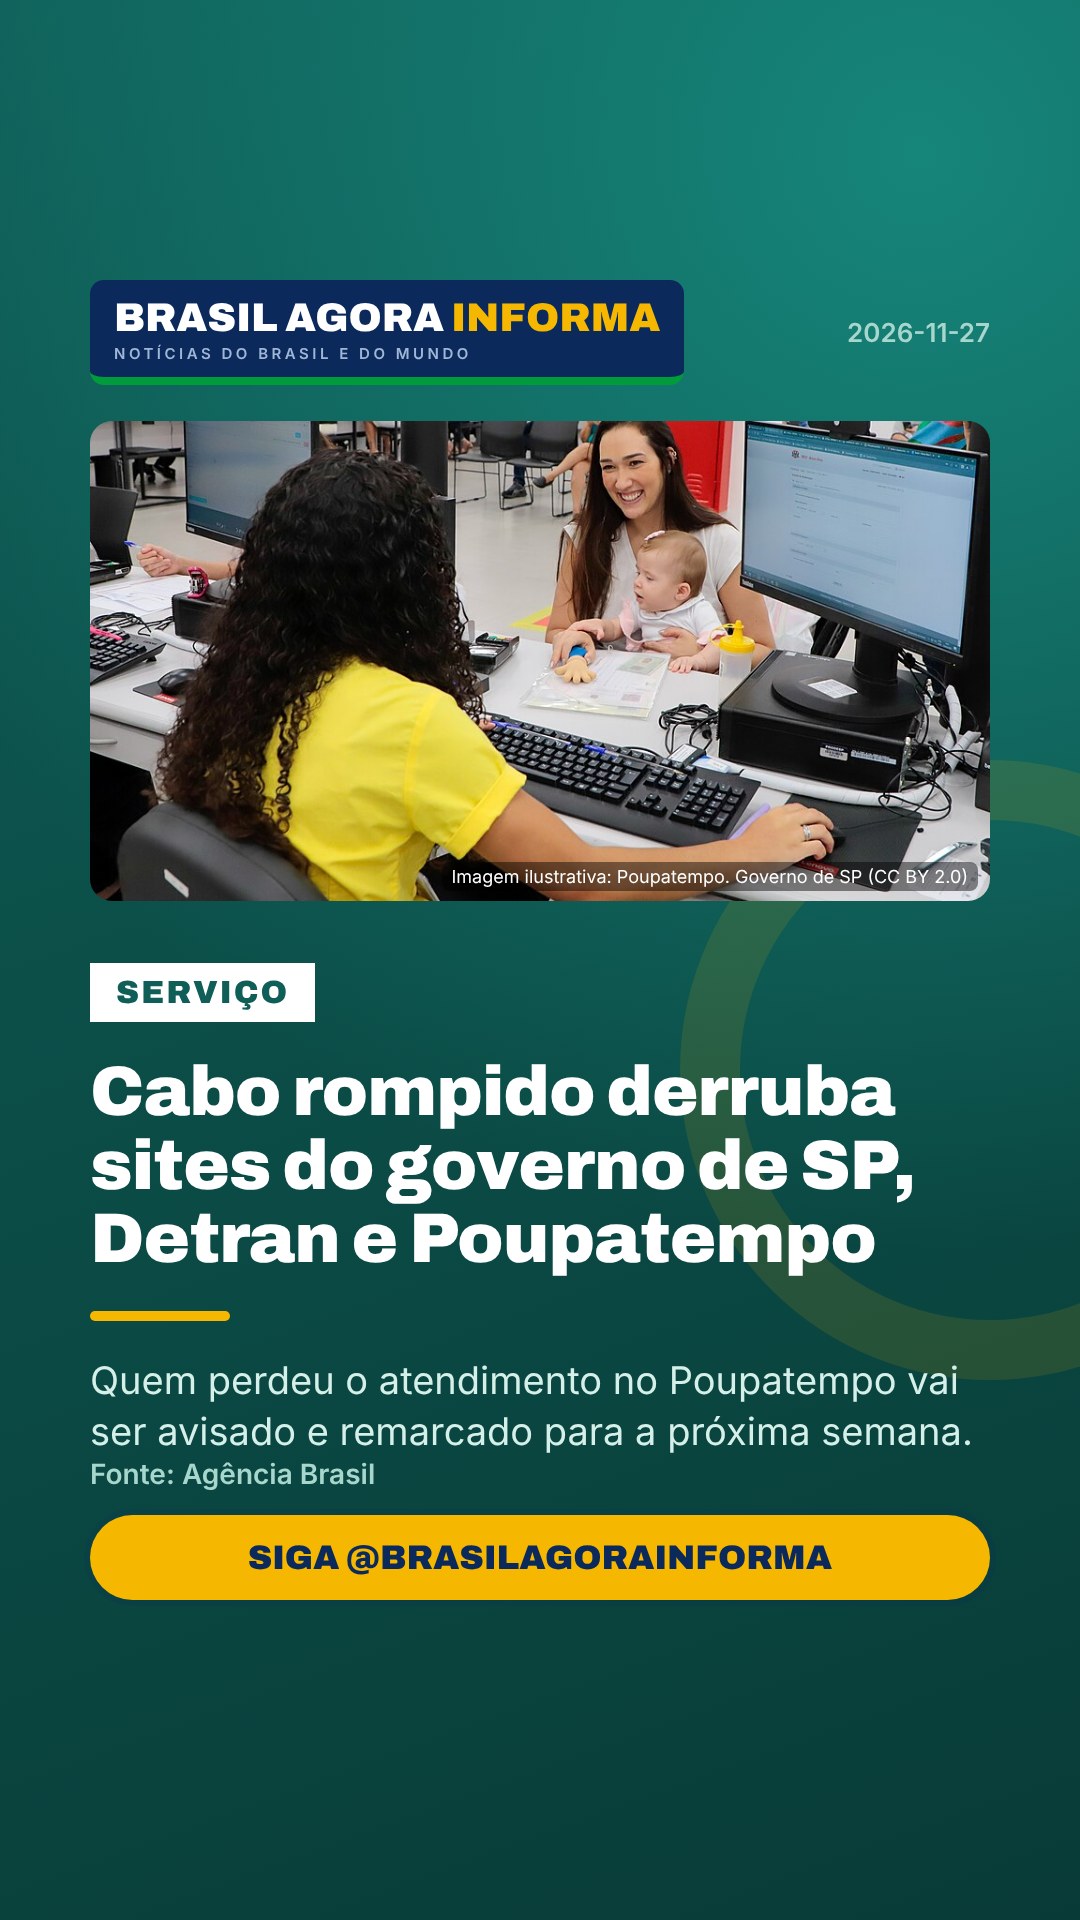 BRASIL AGORA INFORMA
NOTÍCIAS DO BRASIL E DO MUNDO
2026-11-27
Imagem ilustrativa: Poupatempo. Governo de SP (CC BY 2.0)
SERVIÇO
Cabo rompido derruba
sites do governo de SP,
Detran e Poupatempo
Quem perdeu o atendimento no Poupatempo vai
ser avisado e remarcado para a próxima semana.
Fonte: Agência Brasil
SIGA @BRASILAGORAINFORMA